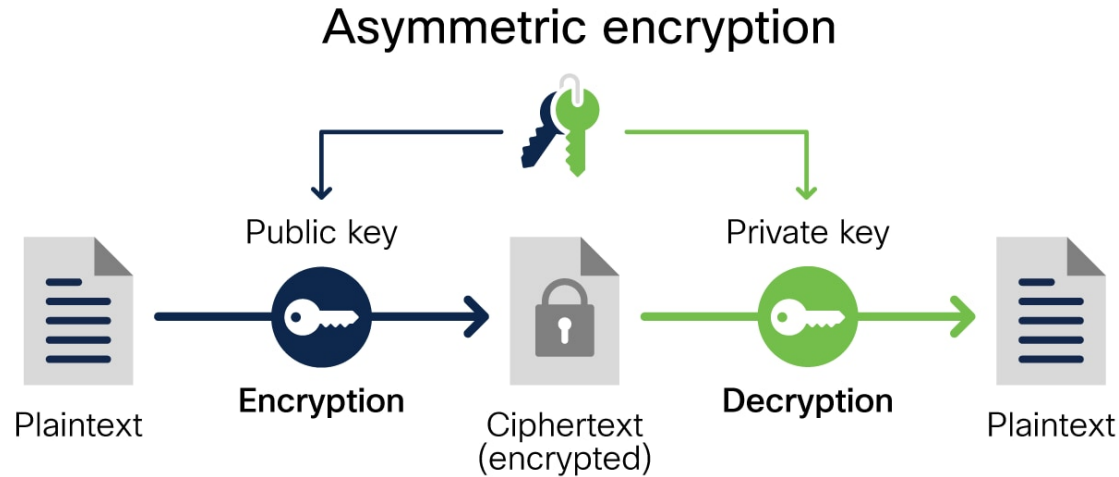 Asymmetric encryption
Public key
Private key
Encryption
Decryption
Plaintext
Ciphertext
(encrypted)
Plaintext